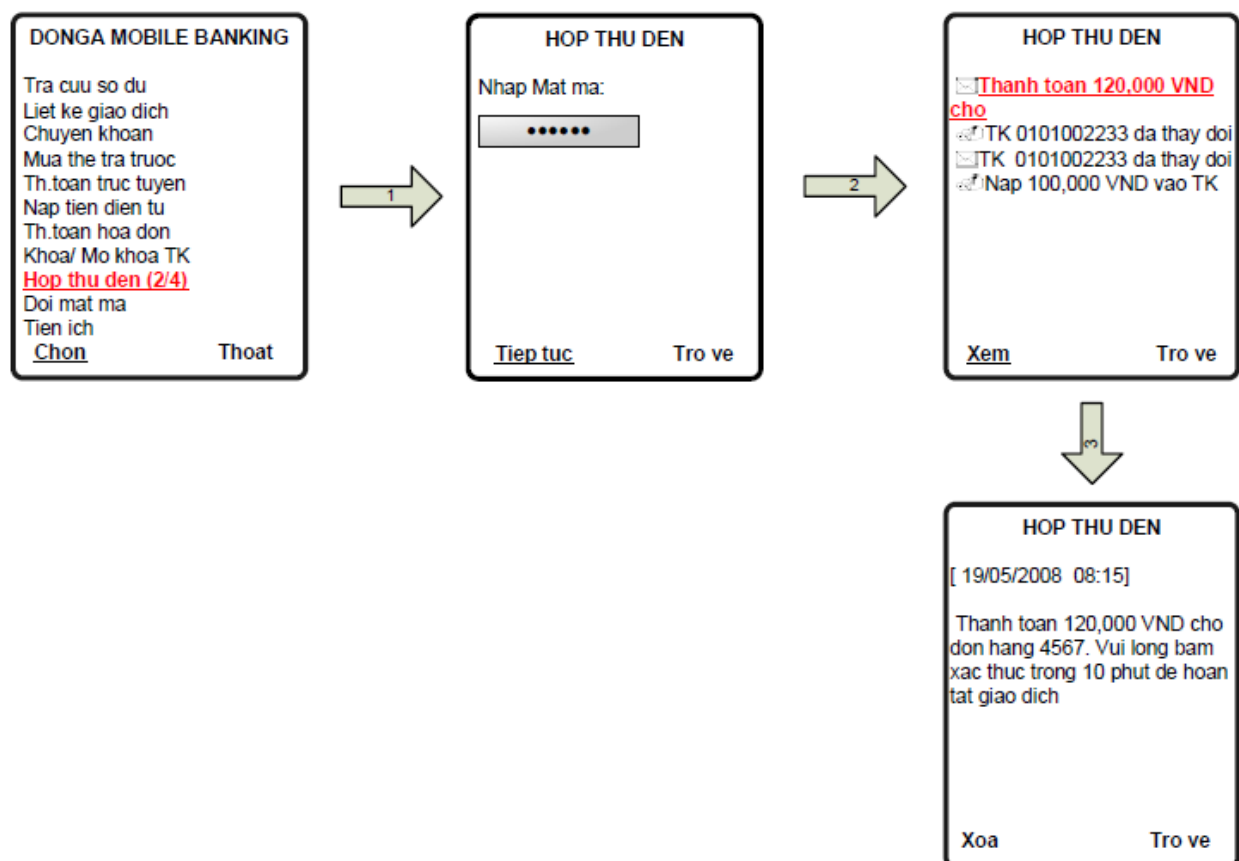 DONGA MOBILE BANKING
Tra cuu so du
Liet ke giao dich
Chuyen khoan
Mua the tra truoc
Th.toan truc tuyen
Nap tien dien tu
Th.toan hoa don
Khoa/ Mo khoa TK
Hop thu den (2/4)
Doi mat ma
Tien ich
Chon Thoat
1
HOP THU DEN
Nhap Mat ma:
••••••
Tiep tuc Tro ve
2
HOP THU DEN
Thanh toan 120,000 VND
cho
TK 0101002233 da thay doi
TK 0101002233 da thay doi
Nap 100,000 VND vao TK
Xem Tro ve
3
HOP THU DEN
[ 19/05/2008 08:15]
Thanh toan 120,000 VND cho
don hang 4567. Vui long bam
xac thuc trong 10 phut de hoan
tat giao dich
Xoa Tro ve